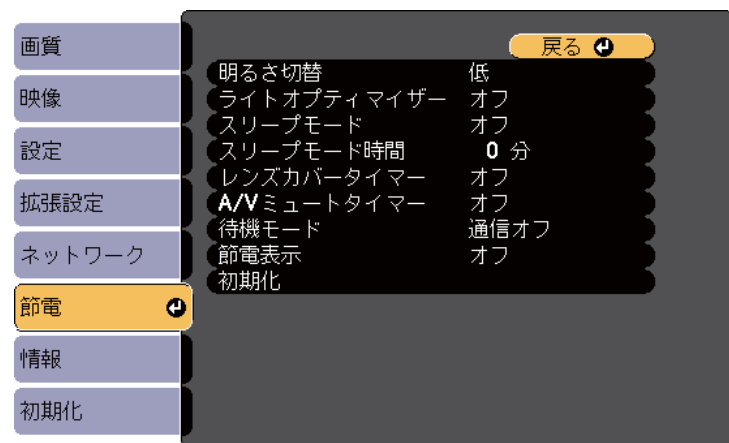 画質
映像
設定
拡張設定
ネットワーク
節電
情報
初期化
戻る
明るさ切替 低
ライトオプティマイザー オフ
スリープモード オフ
スリープモード時間 0 分
レンズカバータイマー オフ
A/Vミュートタイマー オフ
待機モード 通信オフ
節電表示 オフ
初期化